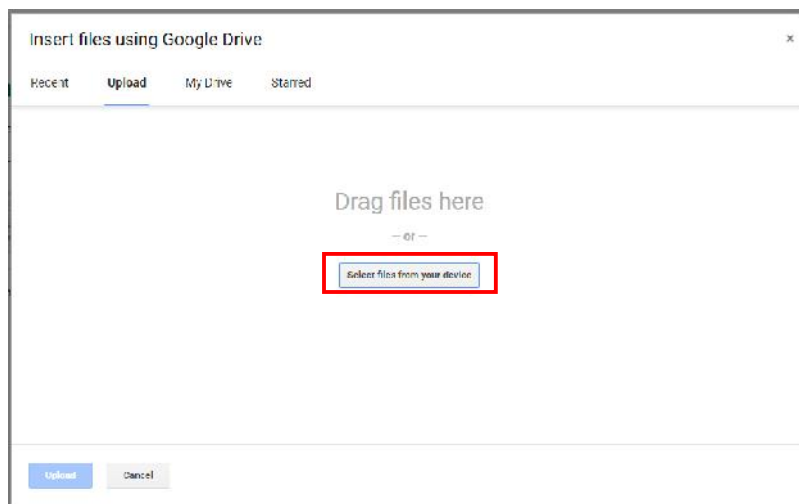 Insert files using Google Drive ×
Recent Upload My Drive Starred
Drag files here
— or —
Select files from your device
Upload Cancel